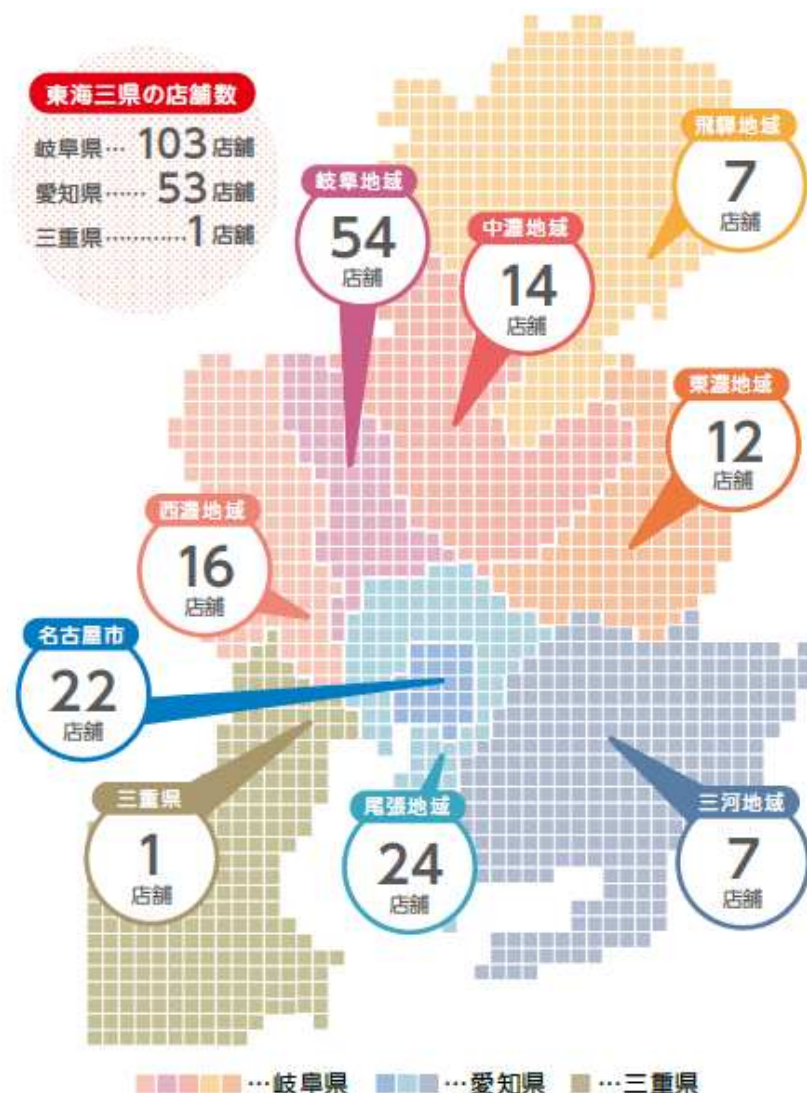 東海三県の店舗数
岐阜県… 103店舗
愛知県…… 53店舗
三重県…………1店舗
飛騨地域
7
店舗
岐阜地域
54
店舗
中濃地域
14
店舗
東濃地域
12
店舗
西濃地域
16
店舗
名古屋市
22
店舗
三重県
1
店舗
尾張地域
24
店舗
三河地域
7
店舗
…岐阜県 …愛知県 …三重県